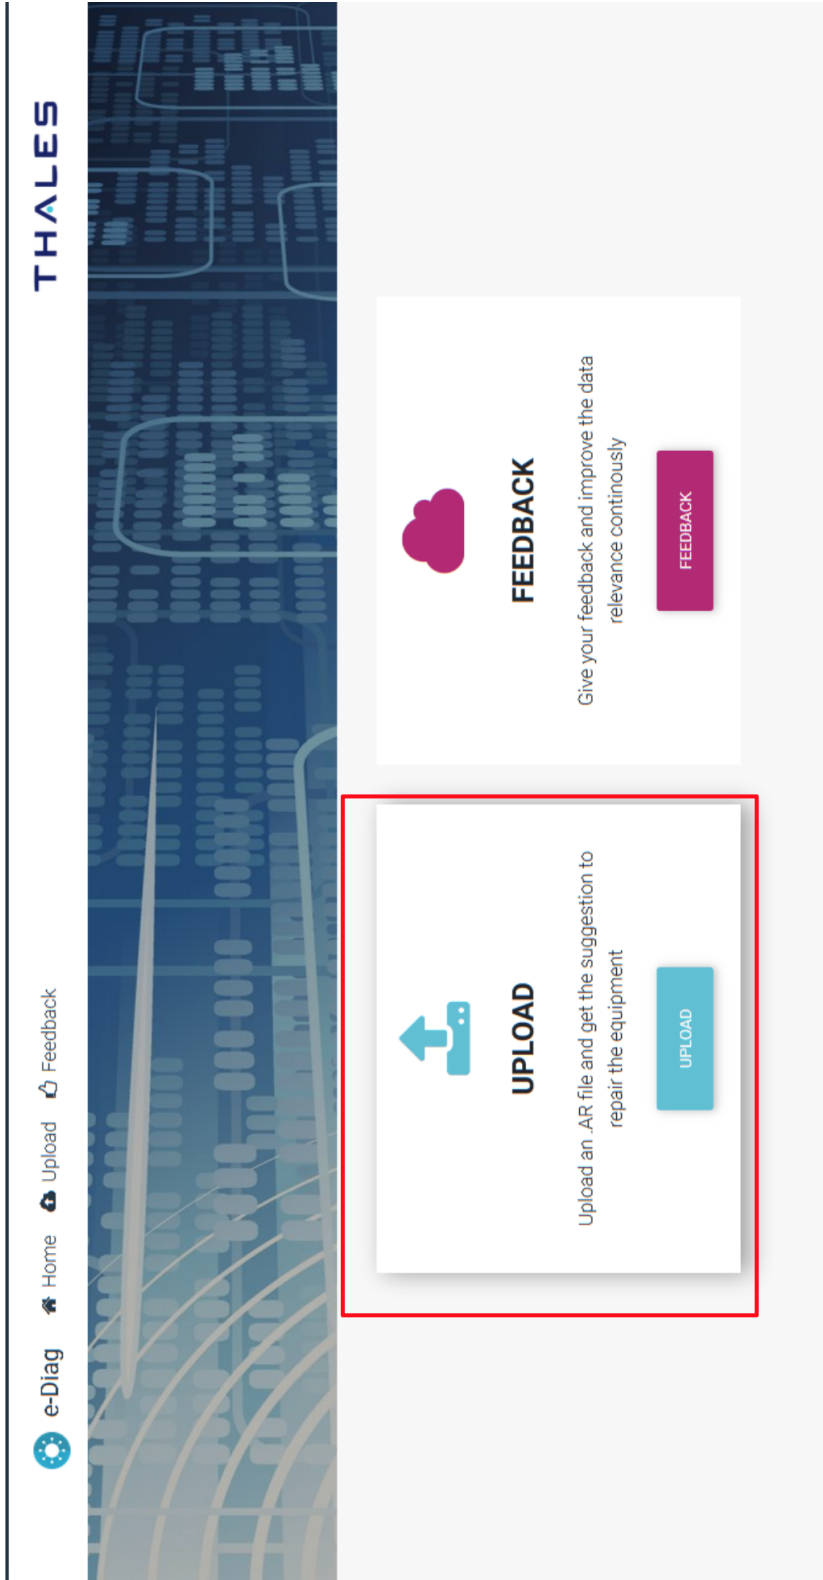 e-Diag Home Upload Feedback THALES
UPLOAD
Upload an .AR file and get the suggestion to
repair the equipment
UPLOAD
FEEDBACK
Give your feedback and improve the data
relevance continously
FEEDBACK